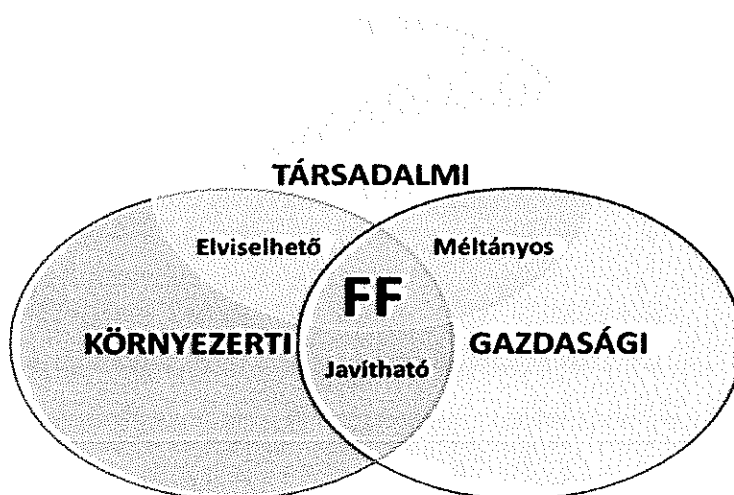 TÁRSADALMI
Elviselhető Méltányos
FF
KÖRNYEZERTI GAZDASÁGI
Javítható